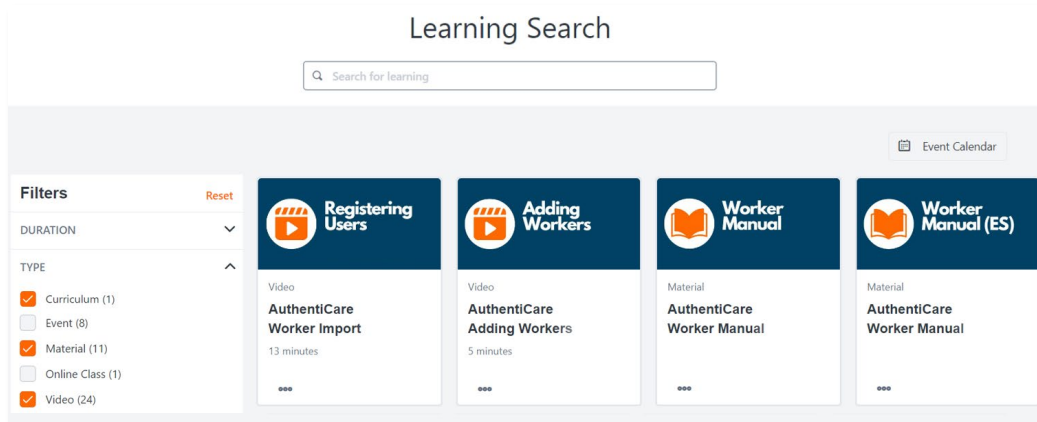 Learning Search
Search for learning
Event Calendar
Filters
Reset
DURATION
TYPE
Curriculum (1)
Event (8)
Material (11)
Online Class (1)
Video (24)
Registering
Users
Video
AuthentiCare
Worker Import
13 minutes
Adding
Workers
Video
AuthentiCare
Adding Workers
5 minutes
Worker
Manual
Material
AuthentiCare
Worker Manual
Worker
Manual (ES)
Material
AuthentiCare
Worker Manual